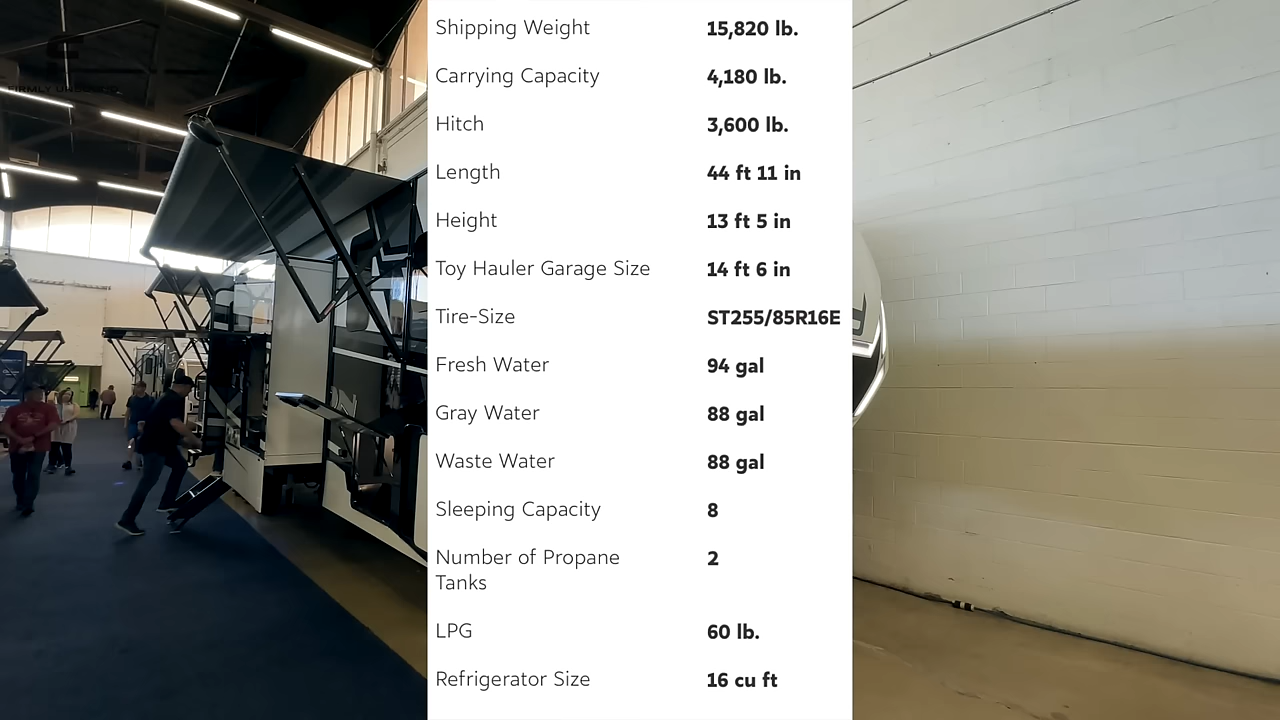 Shipping Weight 15,820 lb.
Carrying Capacity 4,180 lb.
Hitch 3,600 lb.
Length 44 ft 11 in
Height 13 ft 5 in
Toy Hauler Garage Size 14 ft 6 in
Tire-Size ST255/85R16E
Fresh Water 94 gal
Gray Water 88 gal
Waste Water 88 gal
Sleeping Capacity 8
Number of Propane 2
Tanks
LPG 60 lb.
Refrigerator Size 16 cu ft